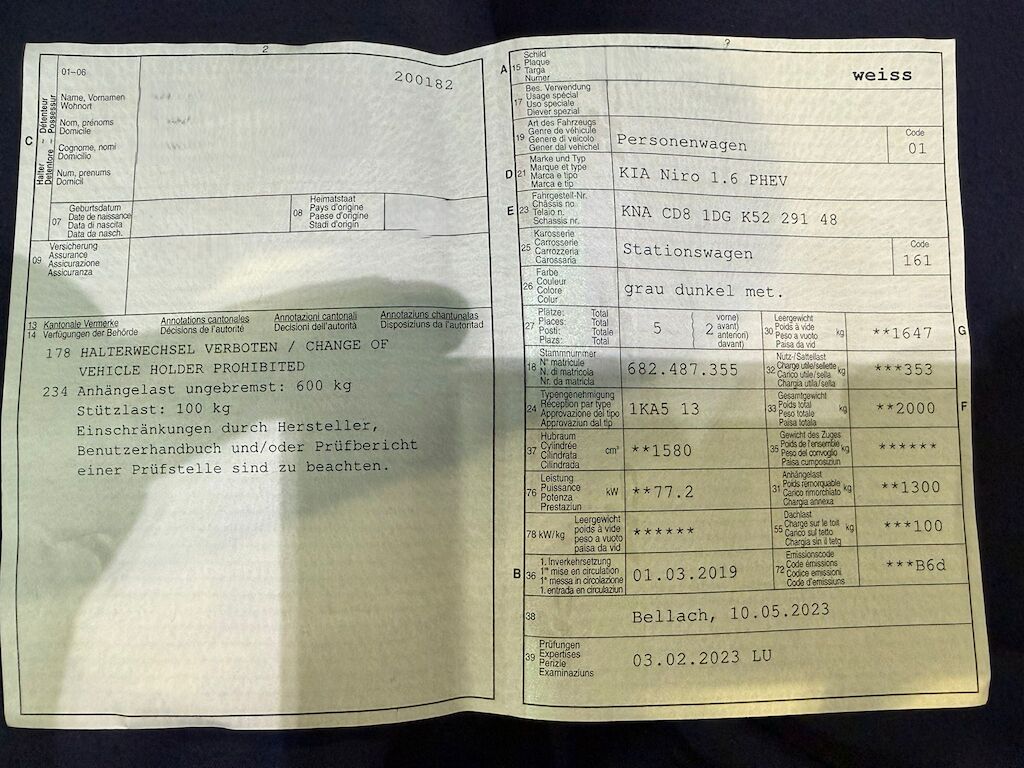 2
01–06
200182
C
Halter – Détenteur
Detentore – Possessur
Name, Vornamen
Wohnort
Nom, prénoms
Domicile
Cognome, nomi
Domicilio
Num, prenums
Domicil
07
Geburtsdatum
Date de naissance
Data di nascita
Data da nasch.
08
Heimatstaat
Pays d'origine
Paese d'origine
Stadi d'origin
09
Versicherung
Assurance
Assicurazione
Assicuranza
13 Kantonale Vermerke Annotations cantonales Annotazioni cantonali Annotaziuns chantunalas
14 Verfügungen der Behörde Décisions de l'autorité Decisioni dell'autorità Disposiziuns da l'autoritad
178 HALTERWECHSEL VERBOTEN / CHANGE OF
VEHICLE HOLDER PROHIBITED
234 Anhängelast ungebremst: 600 kg
Stützlast: 100 kg
Einschränkungen durch Hersteller,
Benutzerhandbuch und/oder Prüfbericht
einer Prüfstelle sind zu beachten.
A 15
Schild
Plaque
Targa
Numer
weiss
17
Bes. Verwendung
Usage spécial
Uso speciale
Diever spezial
19
Art des Fahrzeugs
Genre de véhicule
Genere di veicolo
Gener dal vehichel
Personenwagen
Code
01
D 21
Marke und Typ
Marque et type
Marca e tipo
Marca e tip
KIA Niro 1.6 PHEV
E 23
Fahrgestell-Nr.
Châssis no
Telaio n.
Schassis nr.
KNA CD8 1DG K52 291 48
25
Karosserie
Carrosserie
Carrozzeria
Carossaria
Stationswagen
Code
161
26
Farbe
Couleur
Colore
Colur
grau dunkel met.
27
Plätze: Total
Places: Total
Posti: Totale
Plazs: Total
5
2
vorne)
avant)
anteriori)
davant)
30
Leergewicht
Poids à vide
Peso a vuoto
Paisa da vid
kg
**1647
G
18
Stammnummer
N° matricule
N. di matricola
Nr. da matricla
682.487.355
32
Nutz-/Sattellast
Charge utile/sellette
Carico utile/sella
Chargia utila/sella
kg
***353
24
Typengenehmigung
Réception par type
Approvazione del tipo
Approvaziun dal tip
1KA5 13
33
Gesamtgewicht
Poids total
Peso totale
Paisa totala
kg
**2000
F
37
Hubraum
Cylindrée
Cilindrata
Cilindrada
cm³
**1580
35
Gewicht des Zuges
Poids de l'ensemble
Peso del convoglio
Paisa cumposiziun
kg
******
76
Leistung
Puissance
Potenza
Prestaziun
kW
**77.2
31
Anhängelast
Poids remorquable
Carico rimorchiato
Chargia annexa
kg
**1300
78 kW/kg
Leergewicht
poids à vide
peso a vuoto
paisa da vid
******
55
Dachlast
Charge sur le toit
Carico sul tetto
Chargia sin il tetg
kg
***100
B 36
1. Inverkehrsetzung
1re mise en circulation
1a messa in circolazione
1. entrada en circulaziun
01.03.2019
72
Emissionscode
Code émissions
Codice emissioni
Code d'emissiuns
***B6d
38
Bellach, 10.05.2023
39
Prüfungen
Expertises
Perizie
Examinaziuns
03.02.2023 LU